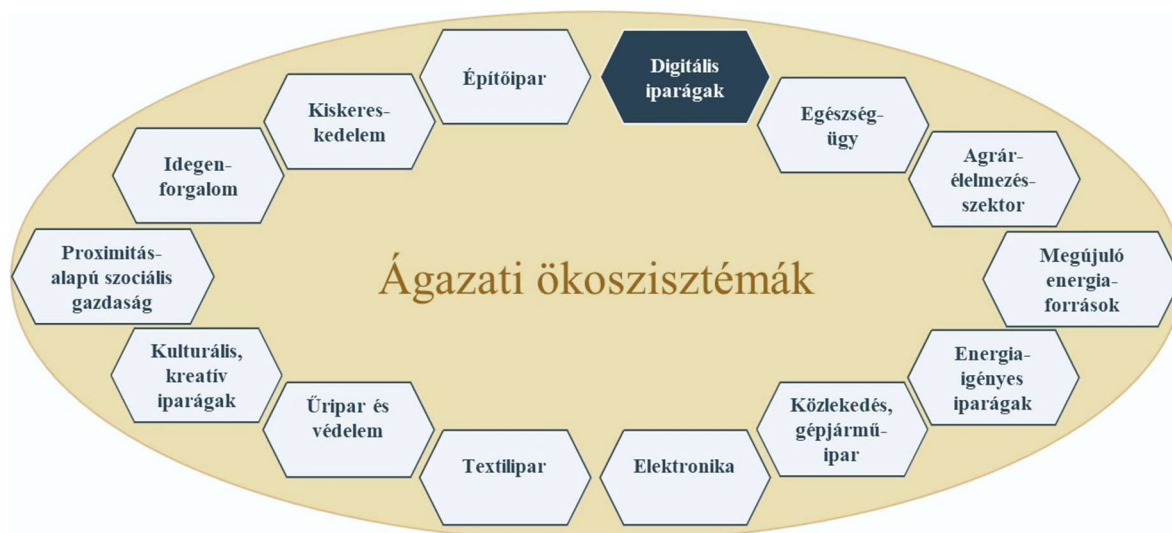 Építőipar
Digitális
iparágak
Kiskeres-
kedelem
Egészség-
ügy
Idegen-
forgalom
Agrár-
élelmezés-
szektor
Proximitás-
alapú szociális
gazdaság
Ágazati ökoszisztémák
Megújuló
energia-
források
Kulturális,
kreatív
iparágak
Energia-
igényes
iparágak
Űripar és
védelem
Közlekedés,
gépjármű-
ipar
Textilipar
Elektronika